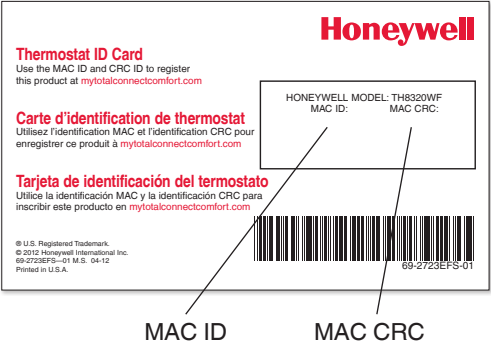 Honeywell
Thermostat ID Card
Use the MAC ID and CRC ID to register
this product at mytotalconnectcomfort.com
HONEYWELL MODEL: TH8320WF
MAC ID: MAC CRC:
Carte d'identification de thermostat
Utilisez l'identification MAC et l'identification CRC pour
enregistrer ce produit à mytotalconnectcomfort.com
Tarjeta de identificación del termostato
Utilice la identificación MAC y la identificación CRC para
inscribir este producto en mytotalconnectcomfort.com
® U.S. Registered Trademark.
© 2012 Honeywell International Inc.
69-2723EFS—01 M.S. 04-12
Printed in U.S.A.
69-2723EFS-01
MAC ID
MAC CRC